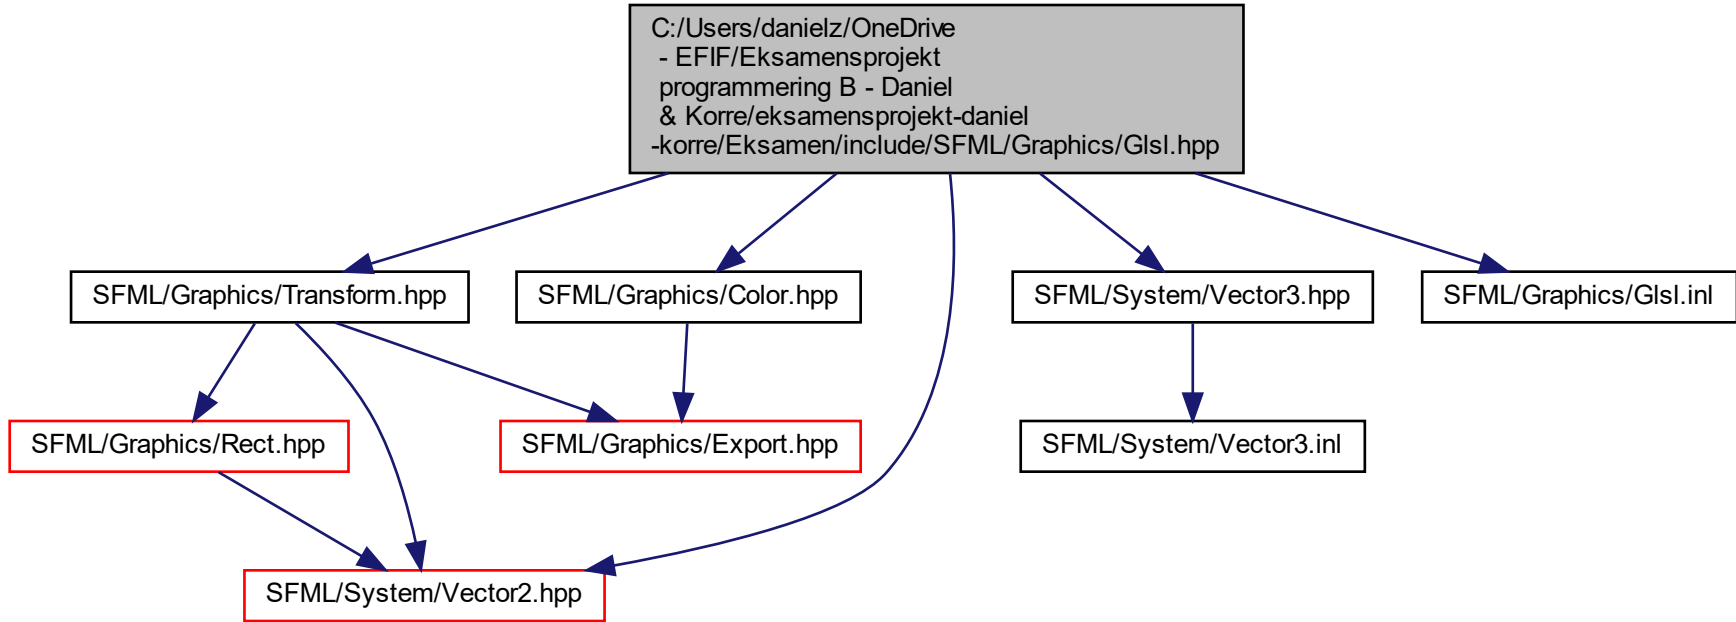 C:/Users/danielz/OneDrive
- EFIF/Eksamensprojekt
programmering B - Daniel
& Korre/eksamensprojekt-daniel
-korre/Eksamen/include/SFML/Graphics/Glsl.hpp
SFML/Graphics/Transform.hpp
SFML/Graphics/Color.hpp
SFML/System/Vector3.hpp
SFML/Graphics/Glsl.inl
SFML/Graphics/Rect.hpp
SFML/Graphics/Export.hpp
SFML/System/Vector3.inl
SFML/System/Vector2.hpp